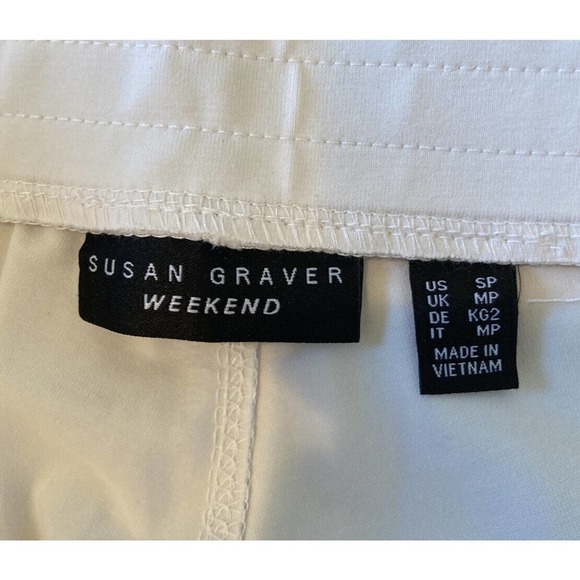 SUSAN GRAVER
WEEKEND
US SP
UK MP
DE KG2
IT MP
MADE IN
VIETNAM